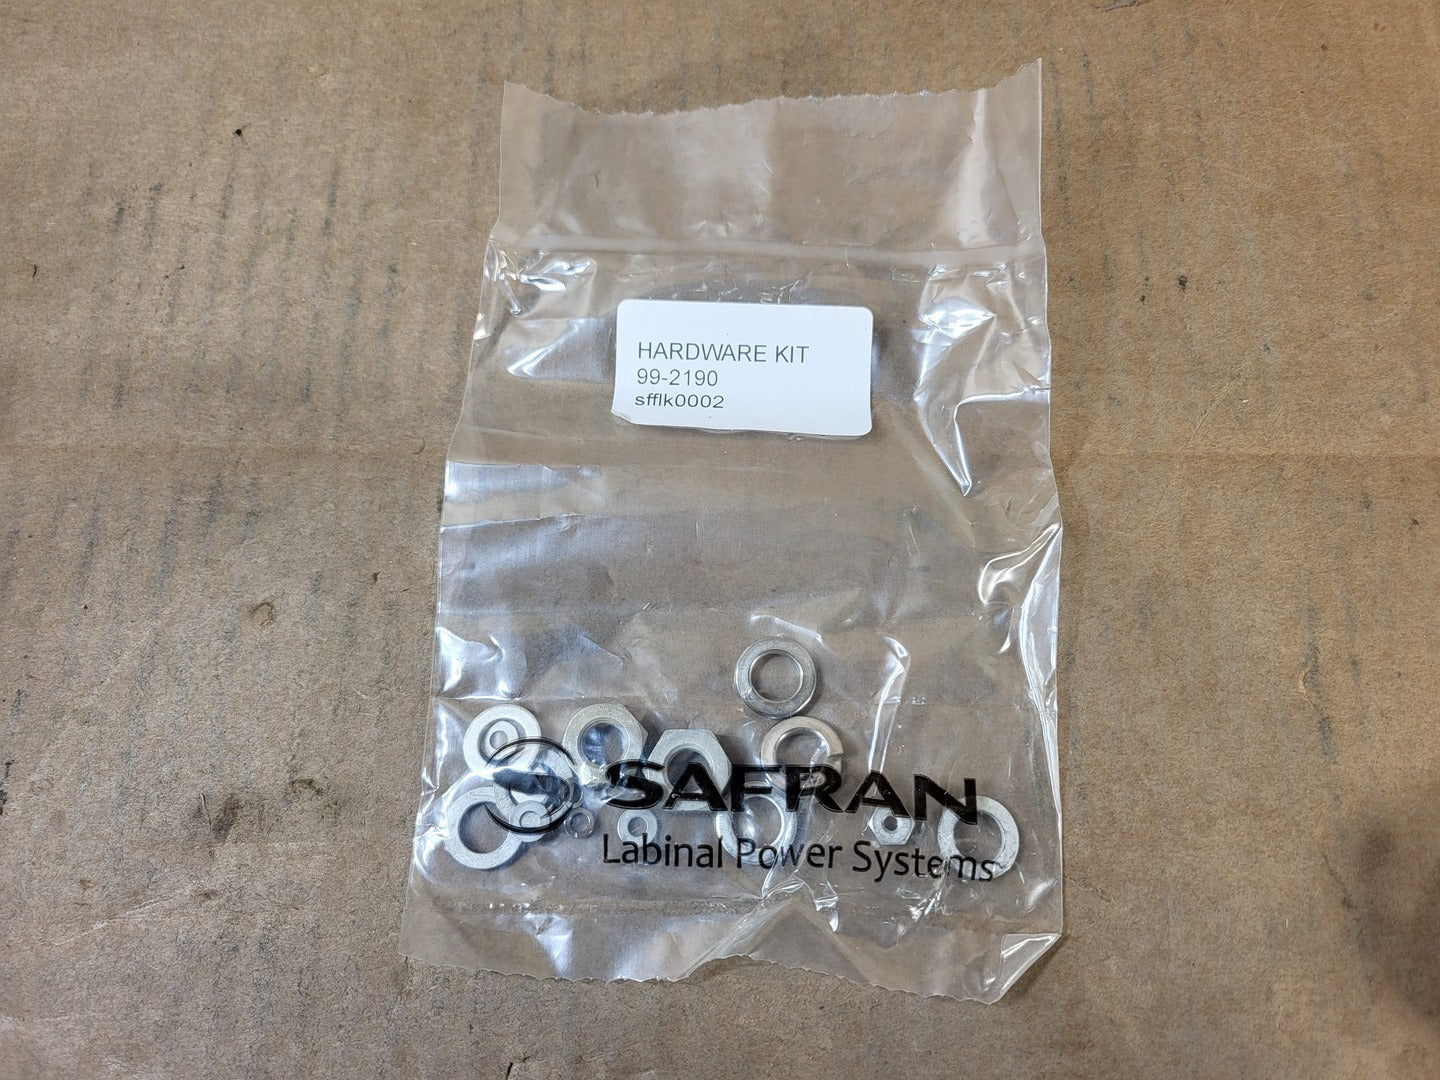 HARDWARE KIT
99-2190
sfflk0002
SAFRAN
Labinal Power Systems